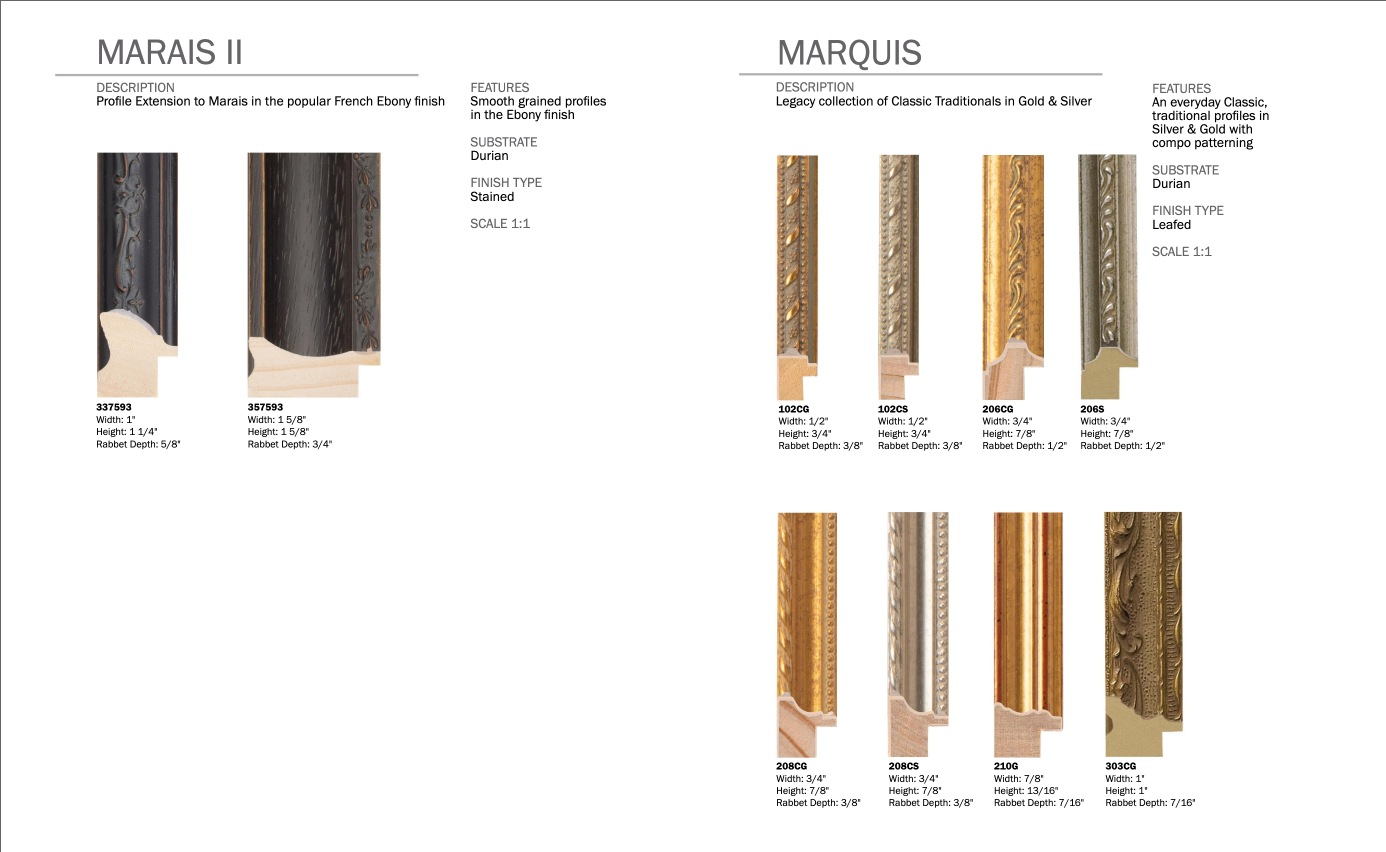 MARAIS II
DESCRIPTION
Profile Extension to Marais in the popular French Ebony finish
FEATURES
Smooth grained profiles
in the Ebony finish
SUBSTRATE
Durian
FINISH TYPE
Stained
SCALE 1:1
337593
Width: 1"
Height: 1 1/4"
Rabbet Depth: 5/8"
357593
Width: 1 5/8"
Height: 1 5/8"
Rabbet Depth: 3/4"
MARQUIS
DESCRIPTION
Legacy collection of Classic Traditionals in Gold & Silver
FEATURES
An everyday Classic,
traditional profiles in
Silver & Gold with
compo patterning
SUBSTRATE
Durian
FINISH TYPE
Leafed
SCALE 1:1
102CG
Width: 1/2"
Height: 3/4"
Rabbet Depth: 3/8"
102CS
Width: 1/2"
Height: 3/4"
Rabbet Depth: 3/8"
206CG
Width: 3/4"
Height: 7/8"
Rabbet Depth: 1/2"
206S
Width: 3/4"
Height: 7/8"
Rabbet Depth: 1/2"
208CG
Width: 3/4"
Height: 7/8"
Rabbet Depth: 3/8"
208CS
Width: 3/4"
Height: 7/8"
Rabbet Depth: 3/8"
210G
Width: 7/8"
Height: 13/16"
Rabbet Depth: 7/16"
303CG
Width: 1"
Height: 1"
Rabbet Depth: 7/16"